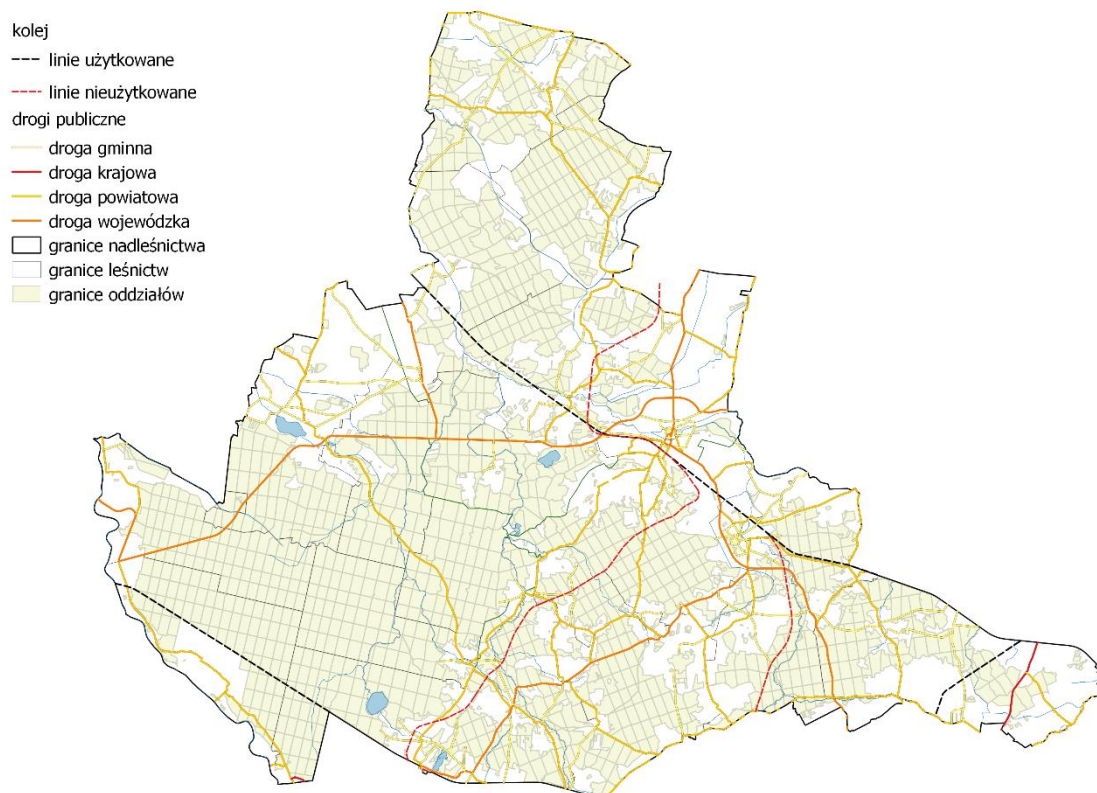 kolej
linie użytkowane
linie nieużytkowane
drogi publiczne
droga gminna
droga krajowa
droga powiatowa
droga wojewódzka
granice nadleśnictwa
granice leśnictw
granice oddziałów